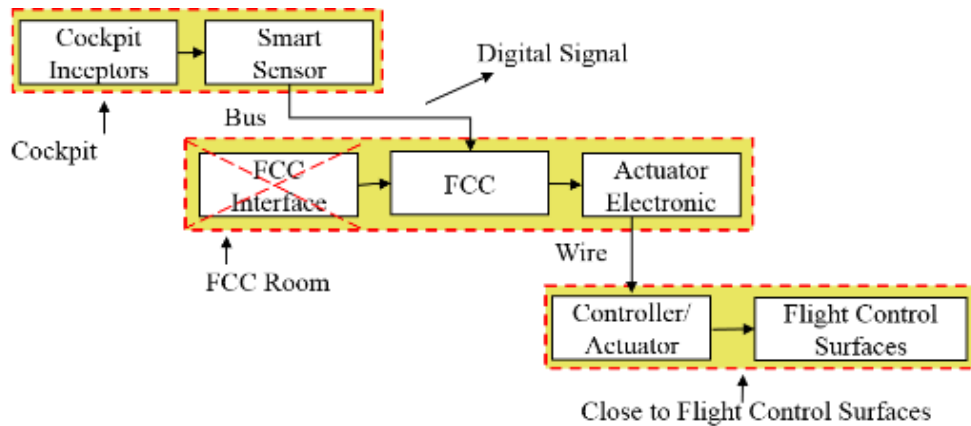 Cockpit
Inceptors
Smart
Sensor
Digital Signal
Bus
Cockpit
FCC
Interface
FCC
Actuator
Electronic
Wire
FCC Room
Controller/
Actuator
Flight Control
Surfaces
Close to Flight Control Surfaces